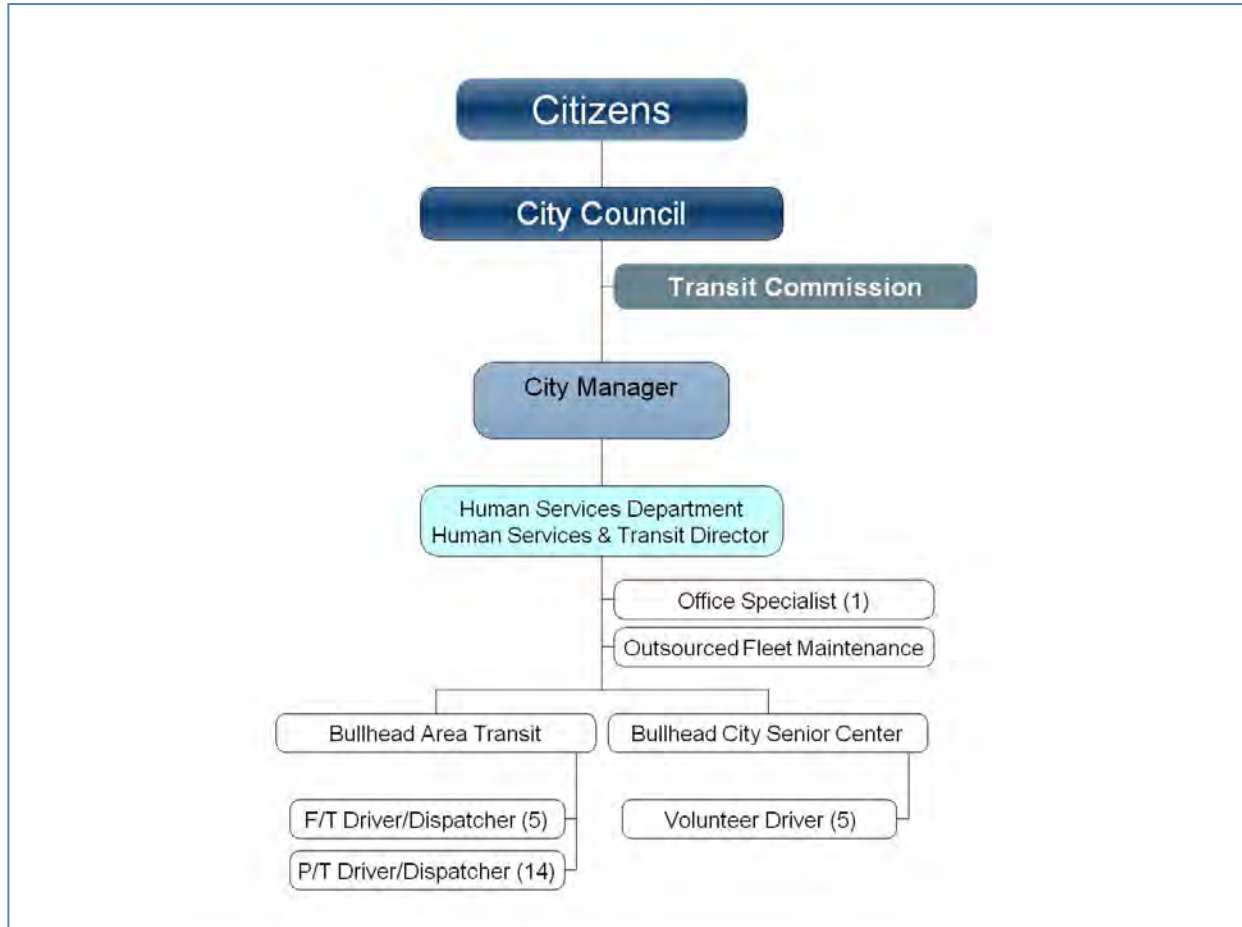 Citizens
City Council
Transit Commission
City Manager
Human Services Department
Human Services & Transit Director
Office Specialist (1)
Outsourced Fleet Maintenance
Bullhead Area Transit
Bullhead City Senior Center
F/T Driver/Dispatcher (5)
Volunteer Driver (5)
P/T Driver/Dispatcher (14)